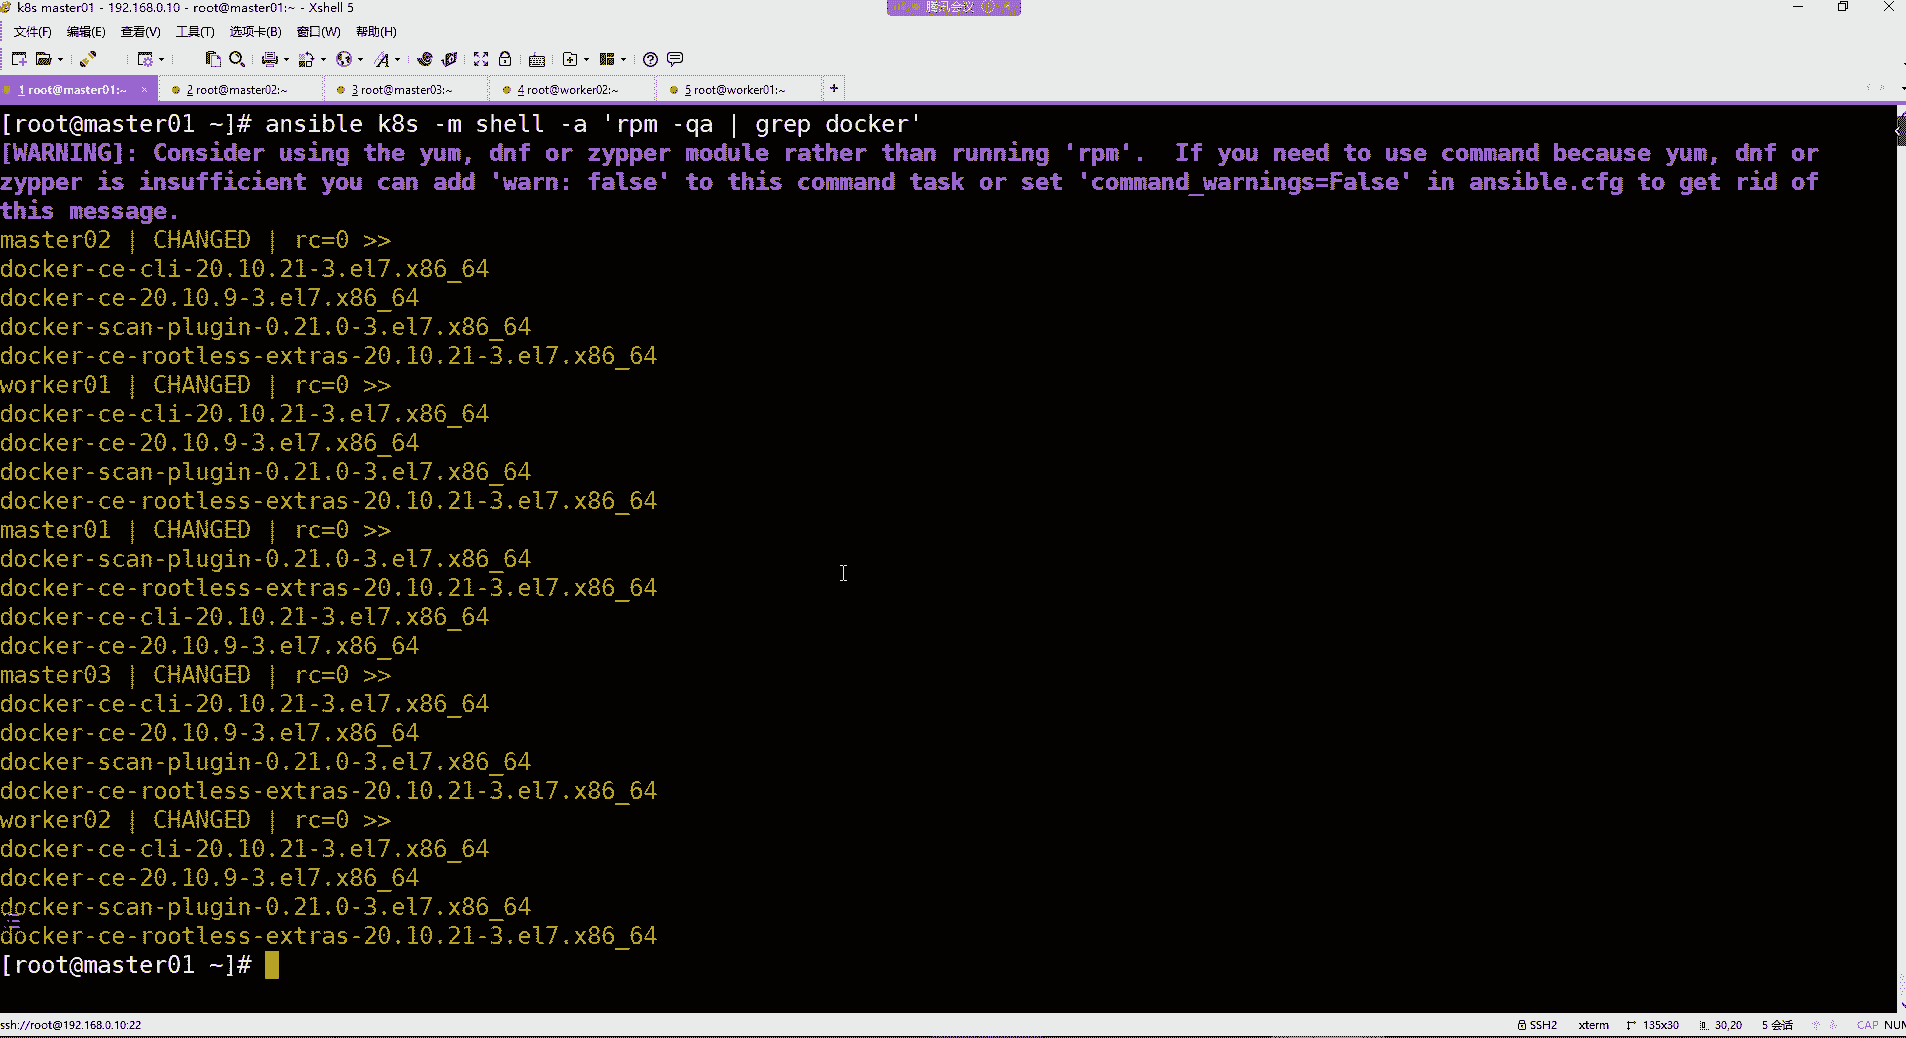 k8s master01 - 192.168.0.10 - root@master01:~ - Xshell 5
腾讯会议
文件(F) 编辑(E) 查看(V) 工具(T) 选项卡(B) 窗口(W) 帮助(H)
1 root@master01:~ × 2 root@master02:~ 3 root@master03:~ 4 root@worker02:~ 5 root@worker01:~ +
[root@master01 ~]# ansible k8s -m shell -a 'rpm -qa | grep docker'
[WARNING]: Consider using the yum, dnf or zypper module rather than running 'rpm'.  If you need to use command because yum, dnf or
zypper is insufficient you can add 'warn: false' to this command task or set 'command_warnings=False' in ansible.cfg to get rid of
this message.
master02 | CHANGED | rc=0 >>
docker-ce-cli-20.10.21-3.el7.x86_64
docker-ce-20.10.9-3.el7.x86_64
docker-scan-plugin-0.21.0-3.el7.x86_64
docker-ce-rootless-extras-20.10.21-3.el7.x86_64
worker01 | CHANGED | rc=0 >>
docker-ce-cli-20.10.21-3.el7.x86_64
docker-ce-20.10.9-3.el7.x86_64
docker-scan-plugin-0.21.0-3.el7.x86_64
docker-ce-rootless-extras-20.10.21-3.el7.x86_64
master01 | CHANGED | rc=0 >>
docker-scan-plugin-0.21.0-3.el7.x86_64
docker-ce-rootless-extras-20.10.21-3.el7.x86_64
docker-ce-cli-20.10.21-3.el7.x86_64
docker-ce-20.10.9-3.el7.x86_64
master03 | CHANGED | rc=0 >>
docker-ce-cli-20.10.21-3.el7.x86_64
docker-ce-20.10.9-3.el7.x86_64
docker-scan-plugin-0.21.0-3.el7.x86_64
docker-ce-rootless-extras-20.10.21-3.el7.x86_64
worker02 | CHANGED | rc=0 >>
docker-ce-cli-20.10.21-3.el7.x86_64
docker-ce-20.10.9-3.el7.x86_64
docker-scan-plugin-0.21.0-3.el7.x86_64
docker-ce-rootless-extras-20.10.21-3.el7.x86_64
[root@master01 ~]#
ssh://root@192.168.0.10:22 SSH2 xterm 135x30 30,20 5 会话 CAP NUM